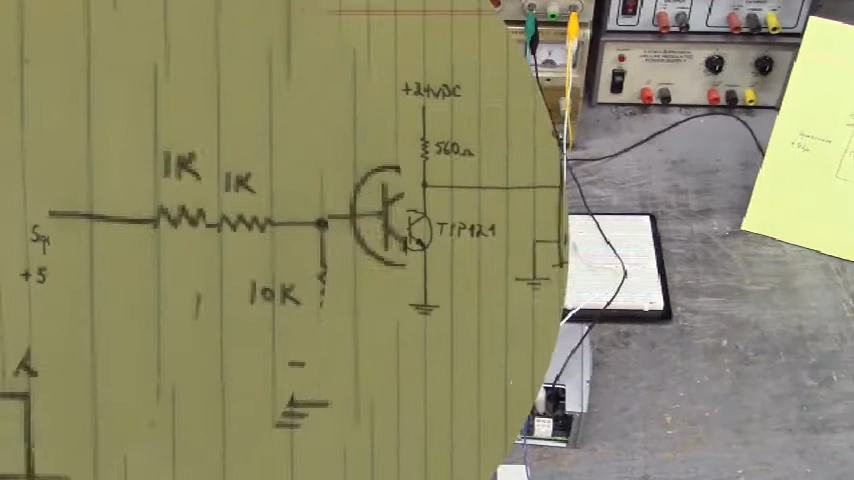 +24VDC
560Ω
1K
1K
TIP121
Sq
+5
10K
A